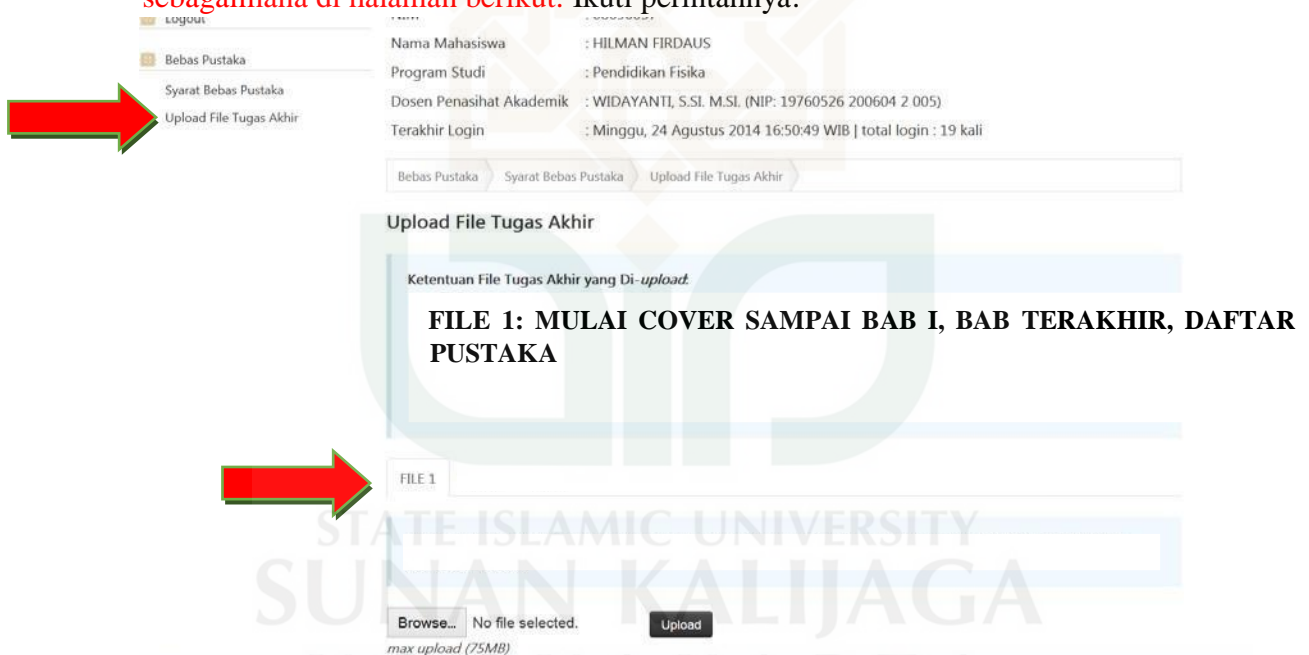 sebagaimana di halaman berikut. Ikuti perintahnya.
Logout
Bebas Pustaka
Syarat Bebas Pustaka
Upload File Tugas Akhir
Nama Mahasiswa : HILMAN FIRDAUS
Program Studi : Pendidikan Fisika
Dosen Penasihat Akademik : WIDAYANTI, S.SI. M.SI. (NIP: 19760526 200604 2 005)
Terakhir Login : Minggu, 24 Agustus 2014 16:50:49 WIB | total login : 19 kali
Bebas Pustaka Syarat Bebas Pustaka Upload File Tugas Akhir
Upload File Tugas Akhir
Ketentuan File Tugas Akhir yang Di-upload:
FILE 1: MULAI COVER SAMPAI BAB I, BAB TERAKHIR, DAFTAR
PUSTAKA
FILE 1
STATE ISLAMIC UNIVERSITY
SUNAN KALIJAGA
Browse... No file selected. Upload
max upload (75MB)